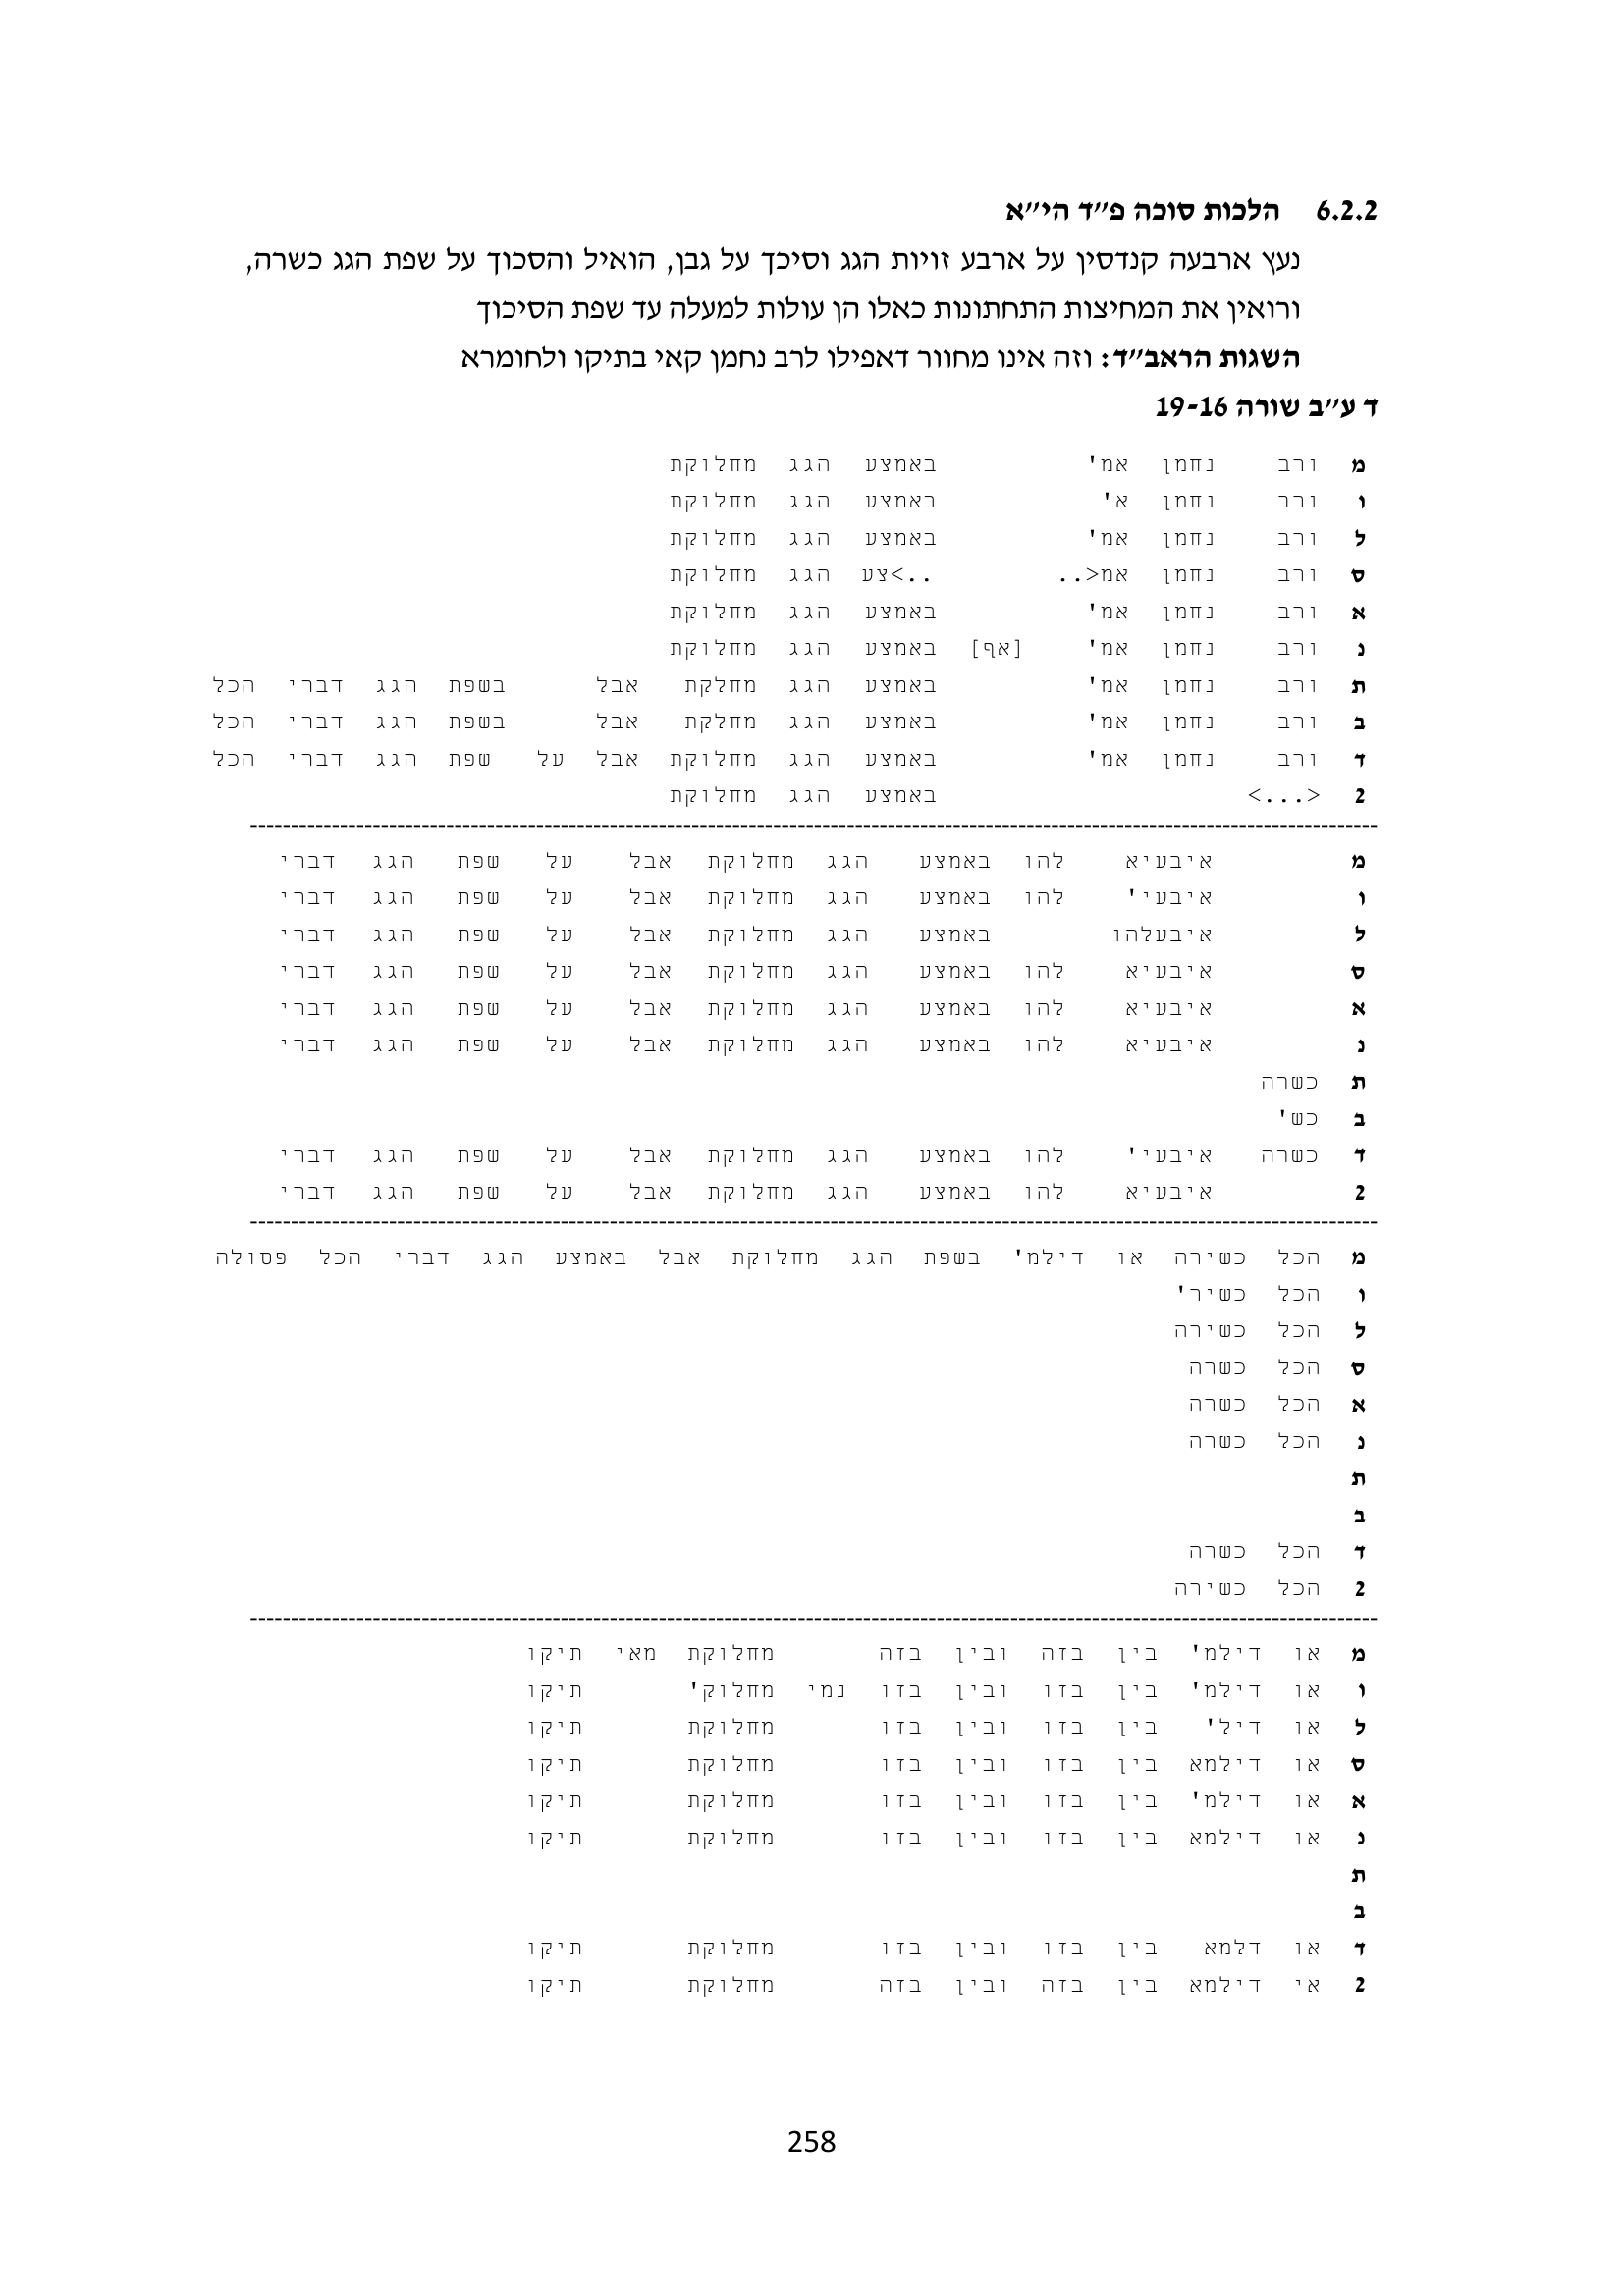 6.2.2 הלכות סוכה פ״ד הי״א
נעץ ארבעה קנדסין על ארבע זויות הגג וסיכך על גבן, הואיל והסכוך על שפת הגג כשרה,
ורואין את המחיצות התחתונות כאלו הן עולות למעלה עד שפת הסיכוך
השגות הראב״ד: וזה אינו מחוור דאפילו לרב נחמן קאי בתיקו ולחומרא
ד ע״ב שורה 19-16
מ ורב נחמן אמ' באמצע הגג מחלוקת
ו ורב נחמן א' באמצע הגג מחלוקת
ל ורב נחמן אמ' באמצע הגג מחלוקת
ס ורב נחמן אמ<.. ..>צע הגג מחלוקת
א ורב נחמן אמ' באמצע הגג מחלוקת
נ ורב נחמן אמ' [אף] באמצע הגג מחלוקת
ת ורב נחמן אמ' באמצע הגג מחלקת אבל בשפת הגג דברי הכל
ב ורב נחמן אמ' באמצע הגג מחלקת אבל בשפת הגג דברי הכל
ד ורב נחמן אמ' באמצע הגג מחלוקת אבל על שפת הגג דברי הכל
2 <...> באמצע הגג מחלוקת
מ איבעיא להו באמצע הגג מחלוקת אבל על שפת הגג דברי
ו איבעי' להו באמצע הגג מחלוקת אבל על שפת הגג דברי
ל איבעלהו באמצע הגג מחלוקת אבל על שפת הגג דברי
ס איבעיא להו באמצע הגג מחלוקת אבל על שפת הגג דברי
א איבעיא להו באמצע הגג מחלוקת אבל על שפת הגג דברי
נ איבעיא להו באמצע הגג מחלוקת אבל על שפת הגג דברי
ת כשרה
ב כש'
ד כשרה איבעי' להו באמצע הגג מחלוקת אבל על שפת הגג דברי
2 איבעיא להו באמצע הגג מחלוקת אבל על שפת הגג דברי
מ הכל כשירה או דילמ' בשפת הגג מחלוקת אבל באמצע הגג דברי הכל פסולה
ו הכל כשיר'
ל הכל כשירה
ס הכל כשרה
א הכל כשרה
נ הכל כשרה
ת
ב
ד הכל כשרה
2 הכל כשירה
מ או דילמ' בין בזה ובין בזה מחלוקת מאי תיקו
ו או דילמ' בין בזו ובין בזו נמי מחלוק' תיקו
ל או דיל' בין בזו ובין בזו מחלוקת תיקו
ס או דילמא בין בזו ובין בזו מחלוקת תיקו
א או דילמ' בין בזו ובין בזו מחלוקת תיקו
נ או דילמא בין בזו ובין בזו מחלוקת תיקו
ת
ב
ד או דלמא בין בזו ובין בזו מחלוקת תיקו
2 אי דילמא בין בזה ובין בזה מחלוקת תיקו
258